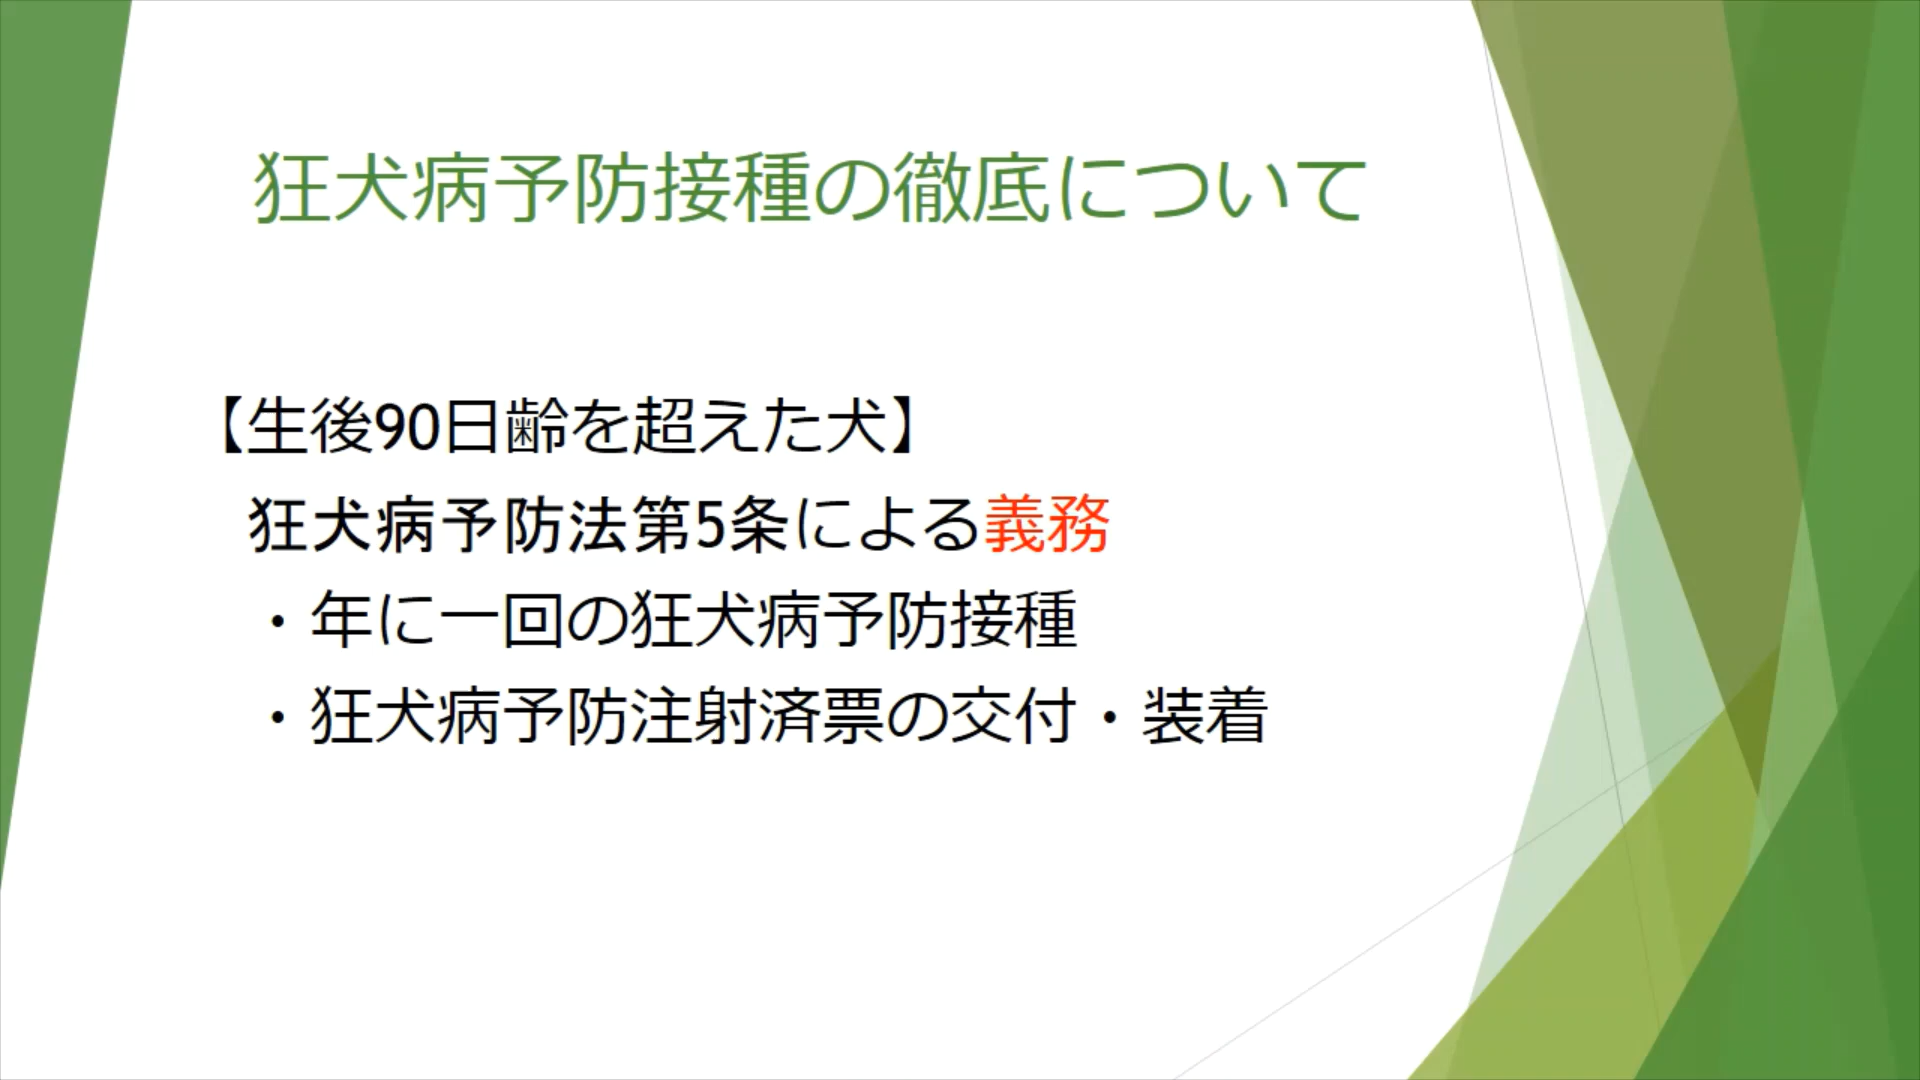 狂犬病予防接種の徹底について
【生後90日齢を超えた犬】
狂犬病予防法第5条による義務
・年に一回の狂犬病予防接種
・狂犬病予防注射済票の交付・装着